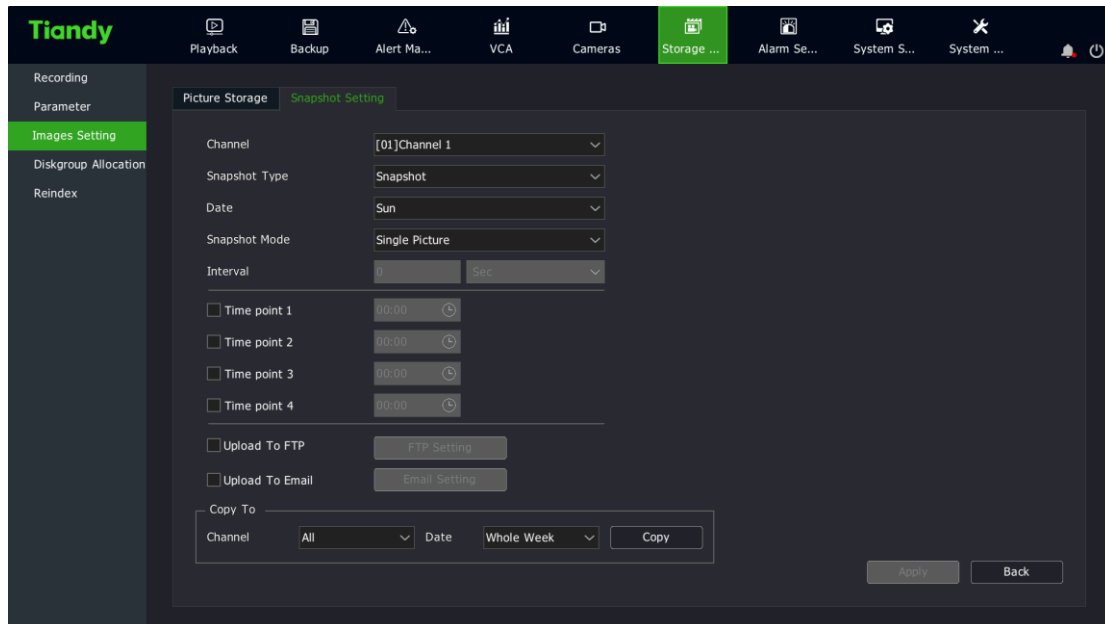 Tiandy
Playback Backup Alert Ma... VCA Cameras Storage ... Alarm Se... System S... System ...
Recording
Parameter
Images Setting
Diskgroup Allocation
Reindex
Picture Storage Snapshot Setting
Channel [01]Channel 1
Snapshot Type Snapshot
Date Sun
Snapshot Mode Single Picture
Interval 0 Sec
Time point 1 00:00
Time point 2 00:00
Time point 3 00:00
Time point 4 00:00
Upload To FTP FTP Setting
Upload To Email Email Setting
Copy To
Channel All Date Whole Week Copy
Apply Back